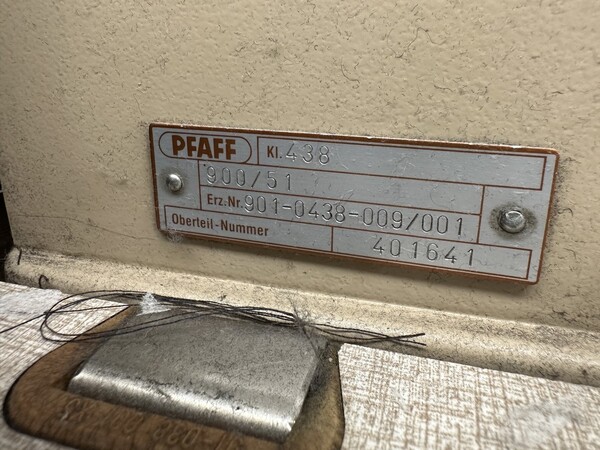 PFAFF Kl. 438
900/51
Erz.Nr. 901-0438-009/001
Oberteil-Nummer 401641